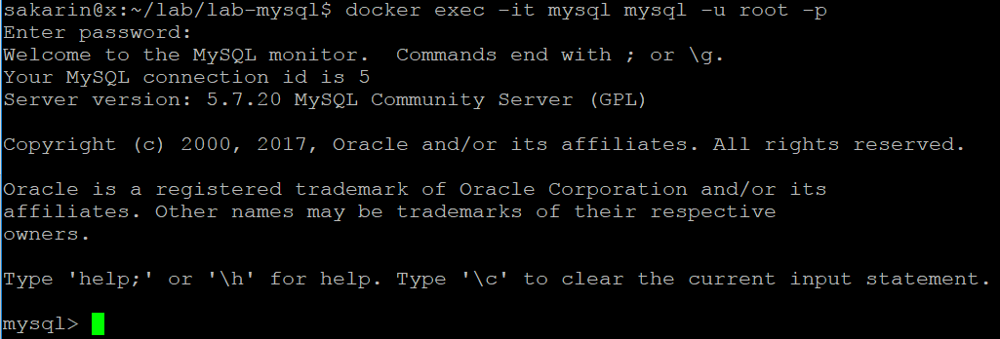 sakarin@x:~/lab/lab-mysql$ docker exec -it mysql mysql -u root -p
Enter password:
Welcome to the MySQL monitor.  Commands end with ; or \g.
Your MySQL connection id is 5
Server version: 5.7.20 MySQL Community Server (GPL)
Copyright (c) 2000, 2017, Oracle and/or its affiliates. All rights reserved.
Oracle is a registered trademark of Oracle Corporation and/or its
affiliates. Other names may be trademarks of their respective
owners.
Type 'help;' or '\h' for help. Type '\c' to clear the current input statement.
mysql>